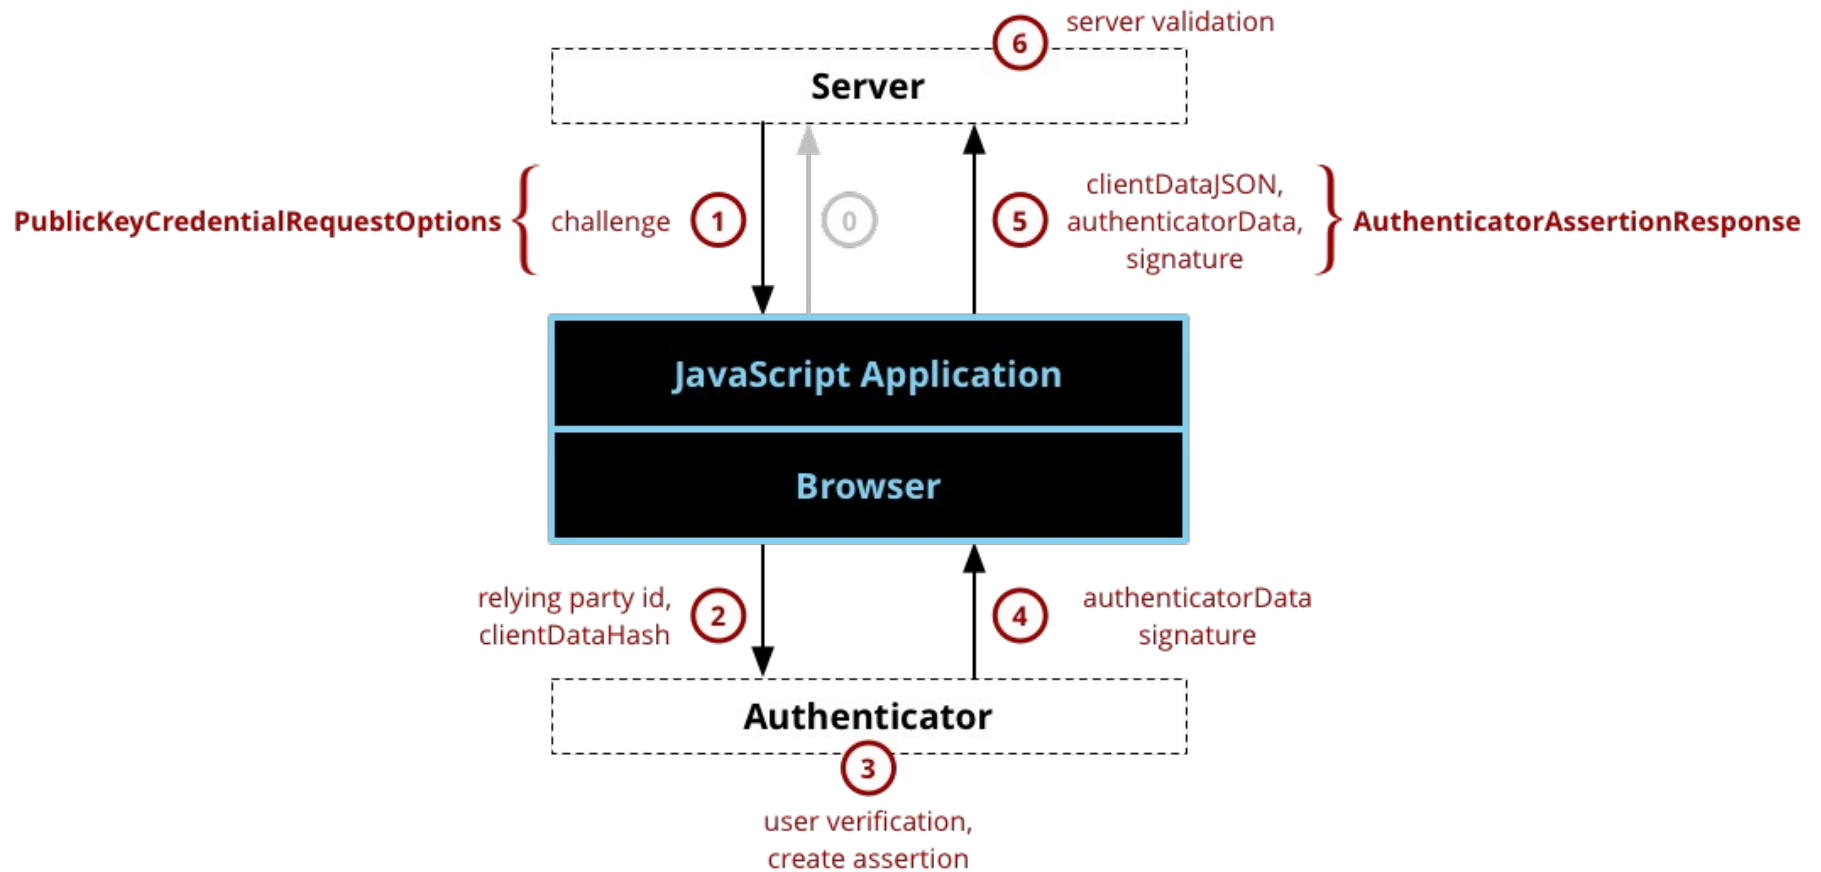 6
server validation
Server
PublicKeyCredentialRequestOptions
challenge
1
0
5
clientDataJSON,
authenticatorData,
signature
AuthenticatorAssertionResponse
JavaScript Application
Browser
relying party id,
clientDataHash
2
4
authenticatorData
signature
Authenticator
3
user verification,
create assertion